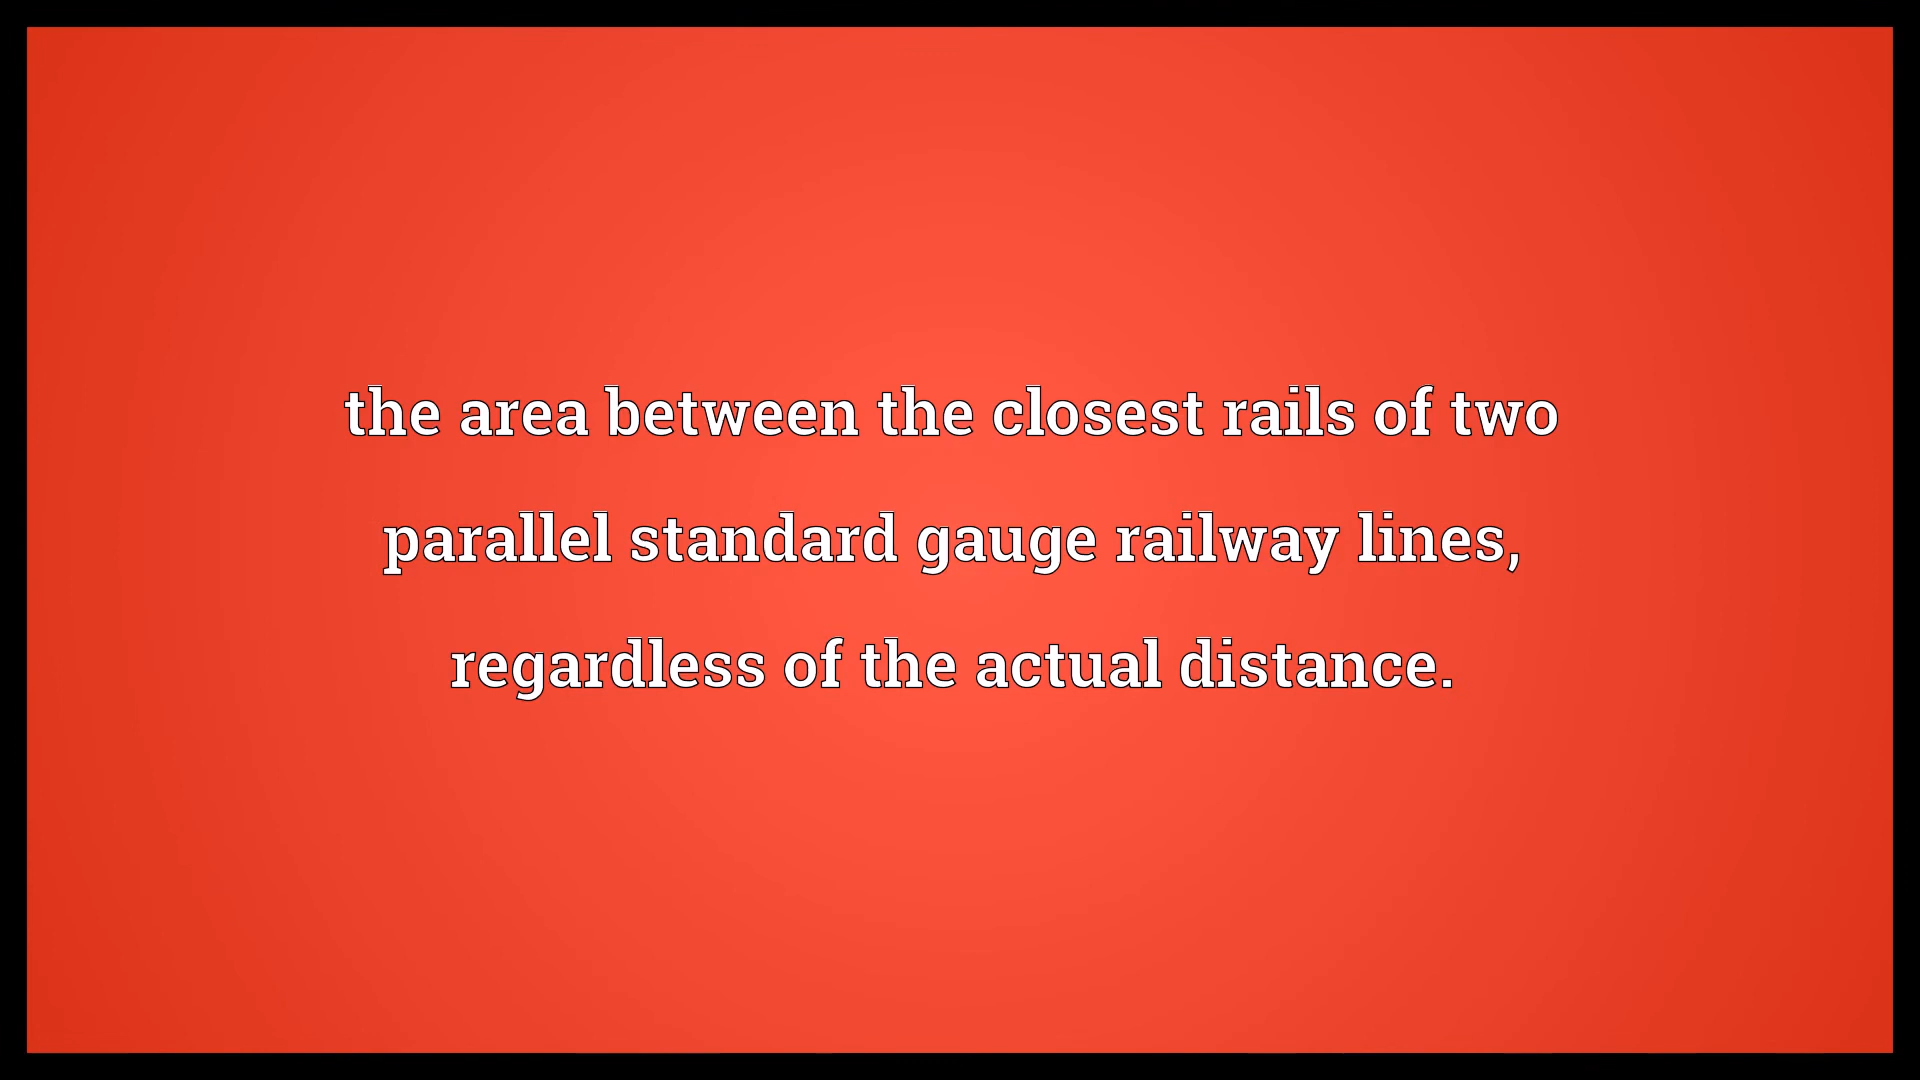 the area between the closest rails of two
parallel standard gauge railway lines,
regardless of the actual distance.